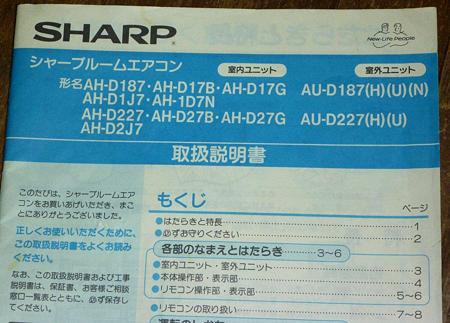 SHARP
New-Life People
シャープルームエアコン
室内ユニット
室外ユニット
形名AH-D187・AH-D17B・AH-D17G AU-D187(H)(U)(N)
AH-D1J7・AH-1D7N
AH-D227・AH-D27B・AH-D27G AU-D227(H)(U)
AH-D2J7
取扱説明書
このたびは、シャープルームエア
コンをお買いあげいただき、まこ
とにありがとうございました。
正しくお使いいただくために、
この取扱説明書をよくお読み
ください。
なお、この取扱説明書および工事
説明書は、保証書、お客様ご相談
窓口一覧表とともに、必ず保存し
てください。
もくじ
ページ
●はたらきと特長 1
●必ずお守りください 2
各部のなまえとはたらき 3~6
●室内ユニット・室外ユニット 3
●本体操作部・表示部 4
●リモコン操作部・表示部 5~6
●リモコンの取り扱い 7~8